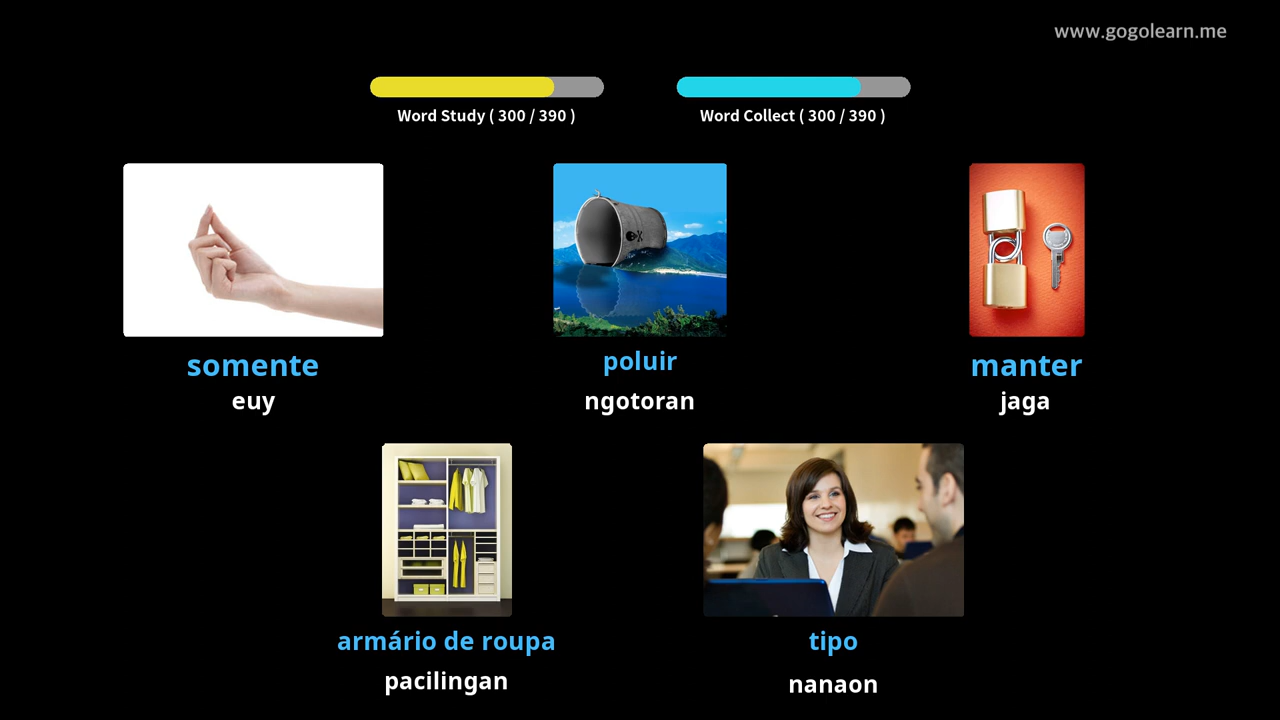 www.gogolearn.me
Word Study ( 300 / 390 )
Word Collect ( 300 / 390 )
somente
euy
poluir
ngotoran
manter
jaga
armário de roupa
pacilingan
tipo
nanaon